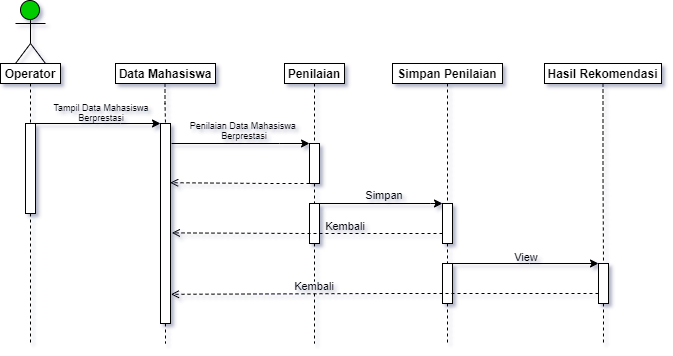 Operator
Data Mahasiswa
Penilaian
Simpan Penilaian
Hasil Rekomendasi
Tampil Data Mahasiswa
Berprestasi
Penilaian Data Mahasiswa
Berprestasi
Simpan
Kembali
View
Kembali